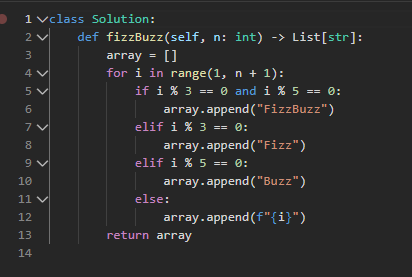 1 class Solution:
2     def fizzBuzz(self, n: int) -> List[str]:
3         array = []
4         for i in range(1, n + 1):
5             if i % 3 == 0 and i % 5 == 0:
6                 array.append("FizzBuzz")
7             elif i % 3 == 0:
8                 array.append("Fizz")
9             elif i % 5 == 0:
10                 array.append("Buzz")
11             else:
12                 array.append(f"{i}")
13         return array
14